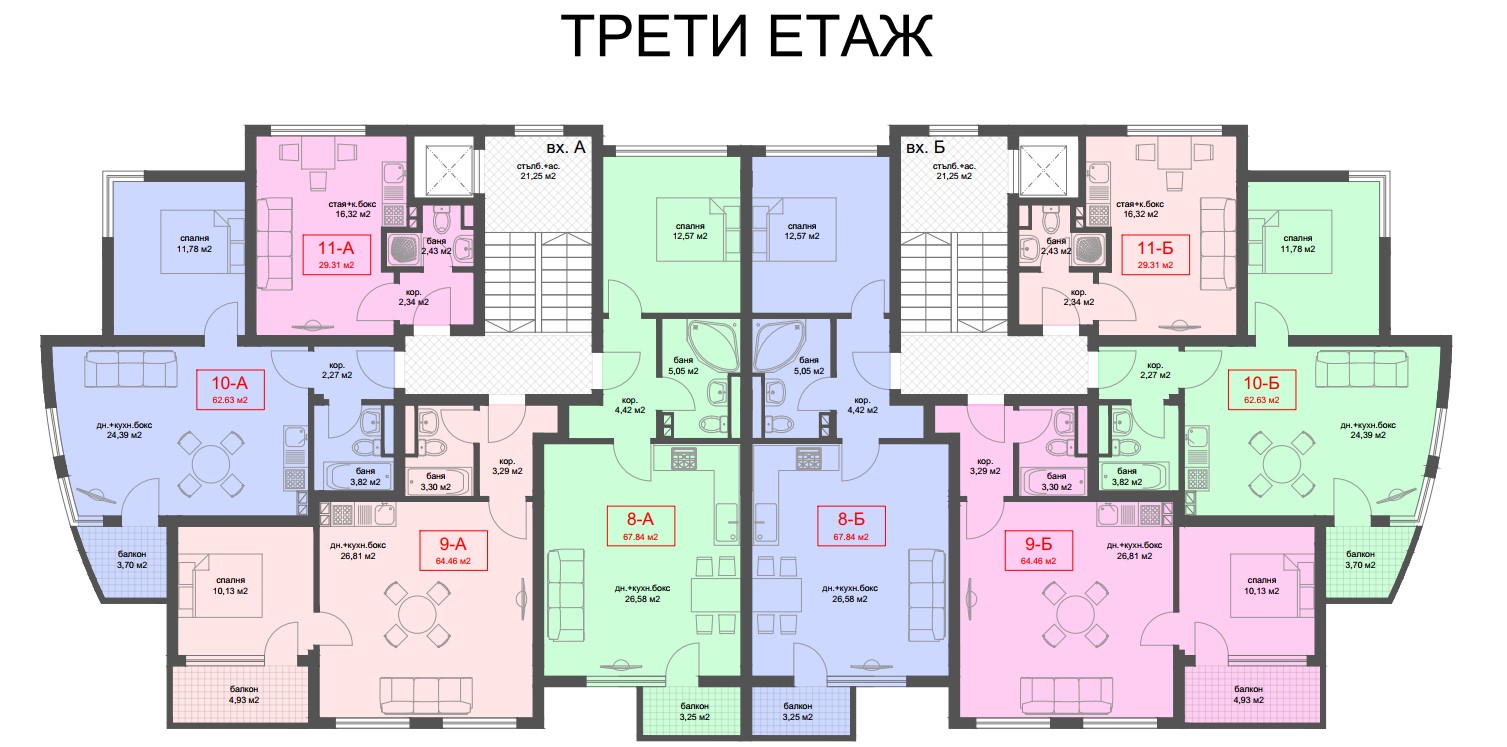 ТРЕТИ ЕТАЖ
вх. А
стълб.+ас.
21,25 м2
вх. Б
стълб.+ас.
21,25 м2
спалня
11,78 м2
стая+к.бокс
16,32 м2
11-А
29.31 м2
баня
2,43 м2
кор.
2,34 м2
спалня
12,57 м2
спалня
12,57 м2
баня
2,43 м2
кор.
2,34 м2
стая+к.бокс
16,32 м2
11-Б
29.31 м2
спалня
11,78 м2
10-А
62.63 м2
дн.+кухн.бокс
24,39 м2
кор.
2,27 м2
баня
3,82 м2
балкон
3,70 м2
баня
3,30 м2
кор.
3,29 м2
баня
5,05 м2
кор.
4,42 м2
баня
5,05 м2
кор.
4,42 м2
кор.
3,29 м2
баня
3,30 м2
кор.
2,27 м2
баня
3,82 м2
10-Б
62.63 м2
дн.+кухн.бокс
24,39 м2
балкон
3,70 м2
спалня
10,13 м2
балкон
4,93 м2
дн.+кухн.бокс
26,81 м2
9-А
64.46 м2
8-А
67.84 м2
дн.+кухн.бокс
26,58 м2
балкон
3,25 м2
8-Б
67.84 м2
дн.+кухн.бокс
26,58 м2
балкон
3,25 м2
9-Б
64.46 м2
дн.+кухн.бокс
26,81 м2
спалня
10,13 м2
балкон
4,93 м2